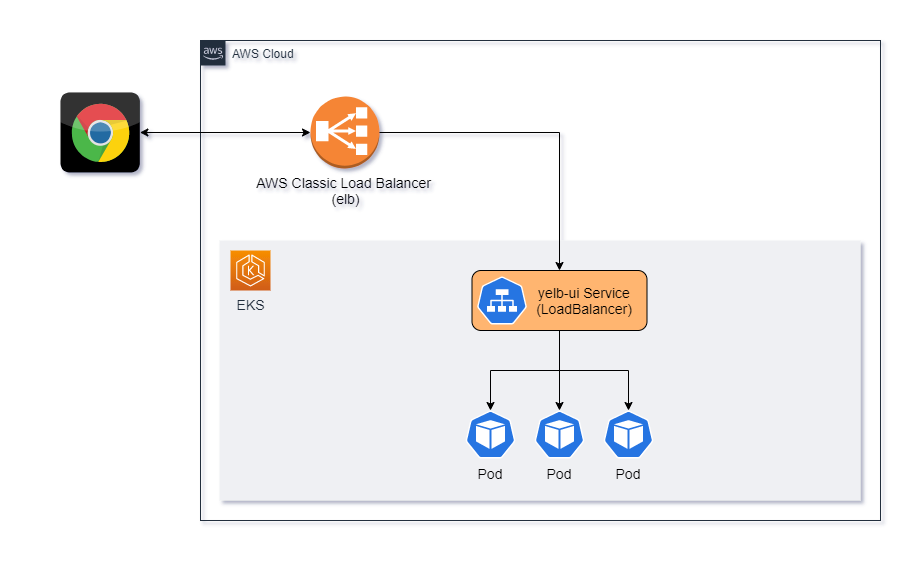 aws
AWS Cloud
AWS Classic Load Balancer
(elb)
K
EKS
yelb-ui Service
(LoadBalancer)
Pod
Pod
Pod